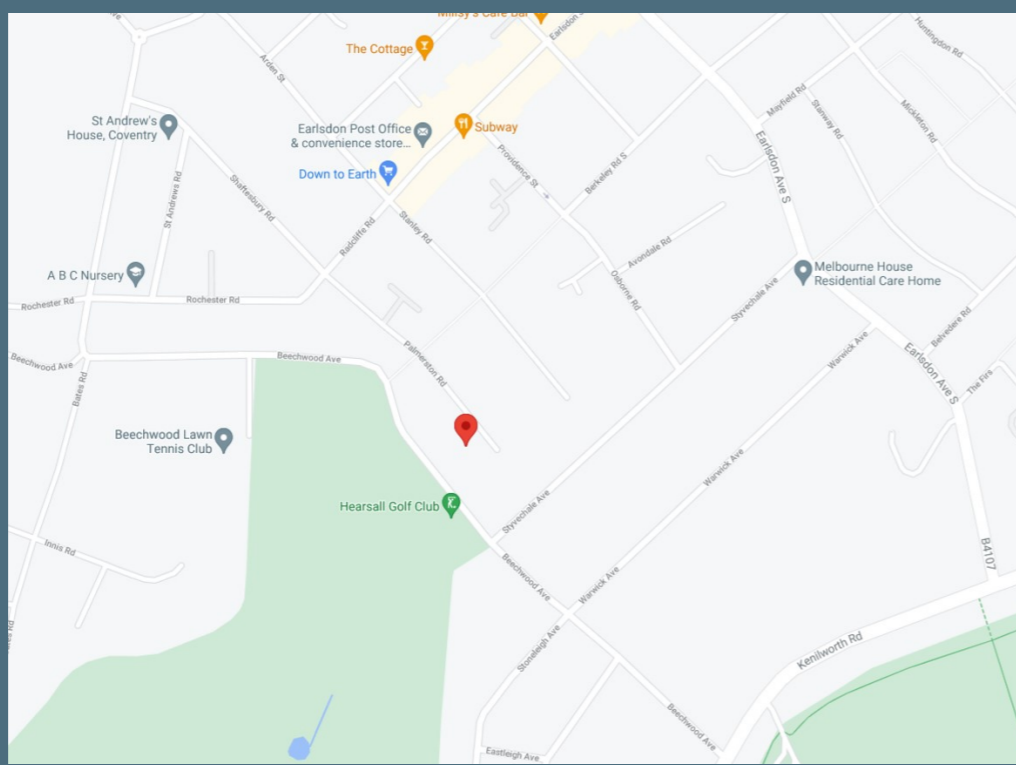 Millsy's Cafe Bar
Earlsdon
Huntingdon Rd
The Cottage
Arden St
Mayfield Rd
Stanway Rd
Mickleton Rd
St Andrew's
House, Coventry
Earlsdon Post Office
& convenience store...
Subway
Earlsdon Ave S
Down to Earth
Providence St
Berkeley Rd S
Shaftesbury Rd
St Andrews Rd
Radcliffe Rd
Stanley Rd
Avondale Rd
A B C Nursery
Osborne Rd
Styvechale Ave
Melbourne House
Residential Care Home
Rochester Rd
Rochester Rd
Belvedere Rd
Beechwood Ave
Beechwood Ave
Palmerston Rd
Warwick Ave
Earlsdon Ave S
Bates Rd
The Firs
Beechwood Lawn
Tennis Club
Warwick Ave
Hearsall Golf Club
Styvechale Ave
Innis Rd
B4107
Beechwood Ave
Warwick Ave
Stoneleigh Ave
Kenilworth Rd
Beechwood Ave
Eastleigh Ave